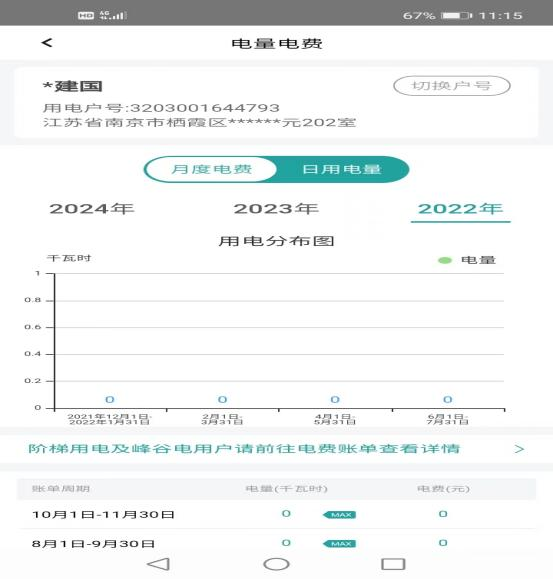 HD 4G 67% 11:15
< 电量电费
*建国 切换户号
用电户号:3203001644793
江苏省南京市栖霞区******元202室
月度电费 日用电量
2024年 2023年 2022年
用电分布图
千瓦时 电量
1
0.8
0.6
0.4
0.2
0
0 0 0 0
2021年12月1日- 2月1日- 4月1日- 6月1日-
2022年1月31日 3月31日 5月31日 7月31日
阶梯用电及峰谷电用户请前往电费账单查看详情 >
账单周期 电量(千瓦时) 电费(元)
10月1日-11月30日 0 MAX 0
8月1日-9月30日 0 MAX 0